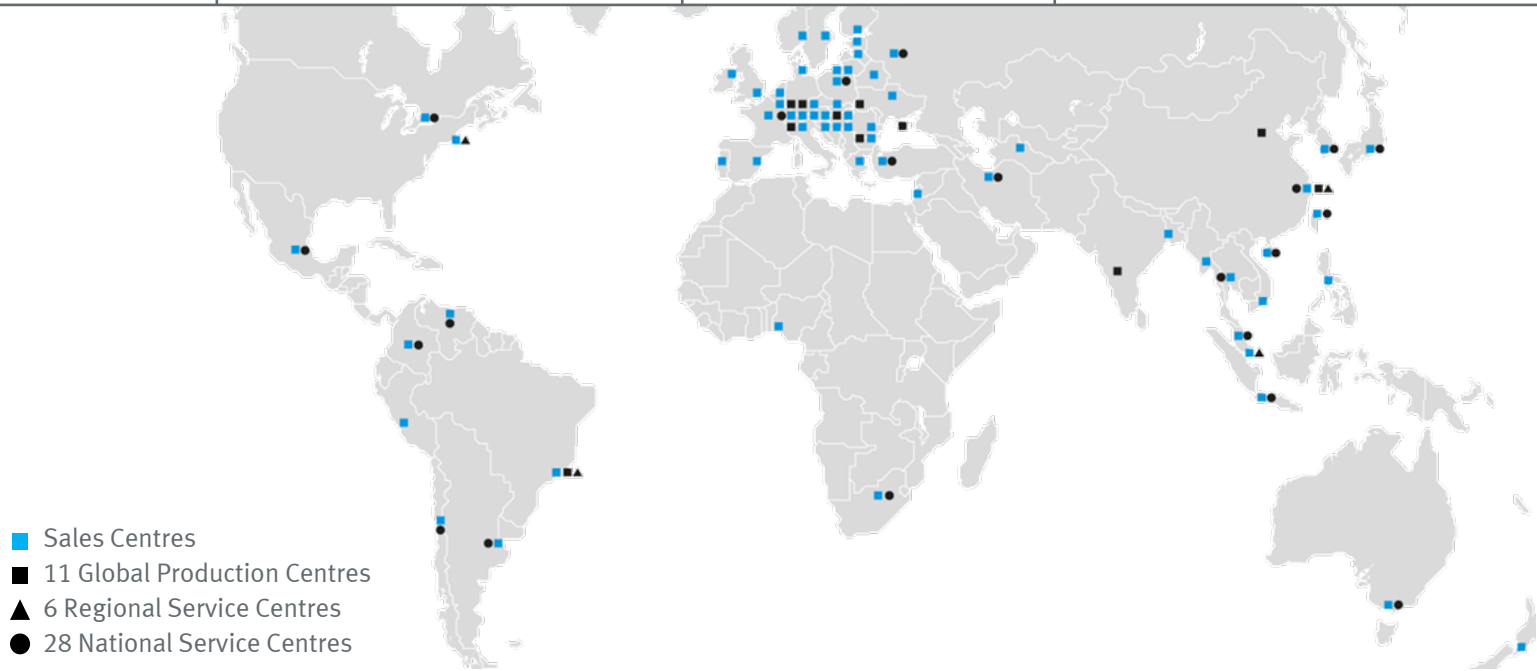 Sales Centres
11 Global Production Centres
6 Regional Service Centres
28 National Service Centres